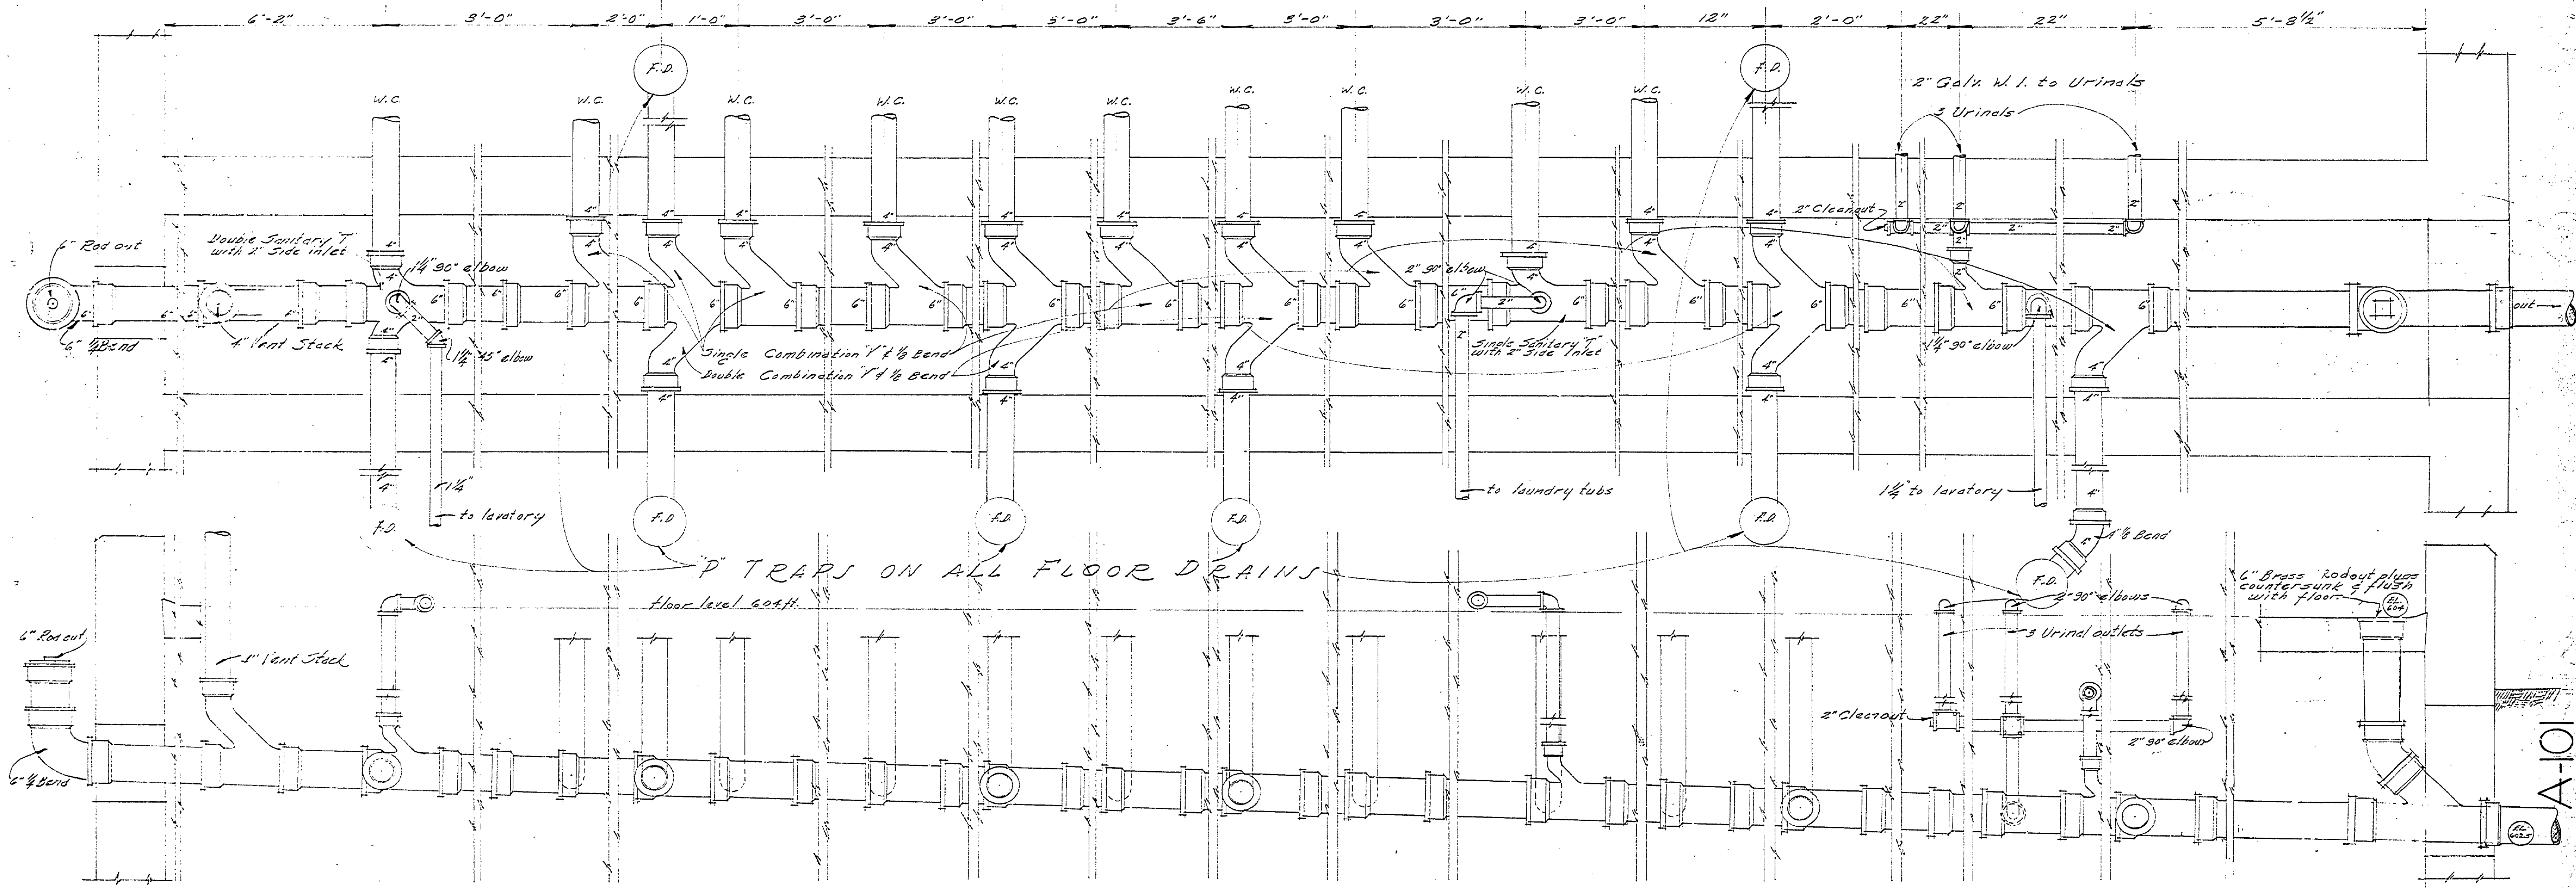 6'-2" 3'-0" 2'-0" 1'-0" 3'-0" 3'-0" 3'-0" 3'-6" 3'-0" 3'-0" 3'-0" 12" 2'-0" 22" 22" 5'-8½"
F.D. F.D.
2" Galv. W. I. to Urinals
W.C. W.C. W.C. W.C. W.C. W.C. W.C. W.C. W.C. W.C.
3 Urinals
2" Cleanout
6" Rod out
Double Sanitary "T"
with 2" Side inlet
1¼" 90° elbow
2" 90° elbow
out
6" ¼ Bend
4" Vent Stack
1¼" 45° elbow
Single Combination "Y" & ⅛ Bend
Double Combination "Y" & ⅛ Bend
Single Sanitary "T"
with 2" Side Inlet
1¼" 90° elbow
1¼"
to lavatory
to laundry tubs
1¼" to lavatory
F.D. F.D. F.D. F.D. F.D.
4" ⅛ Bend
F.D.
"P" TRAPS ON ALL FLOOR DRAINS
floor level 604 ft.
2" 90° elbows
6" Brass Rodout plugs
countersunk & flush
with floor.
EL.
604
6" Rod out
3 Urinal outlets
3" Vent Stack
2" Cleanout
2" 90° elbow
6" ¼ Bend
A-101